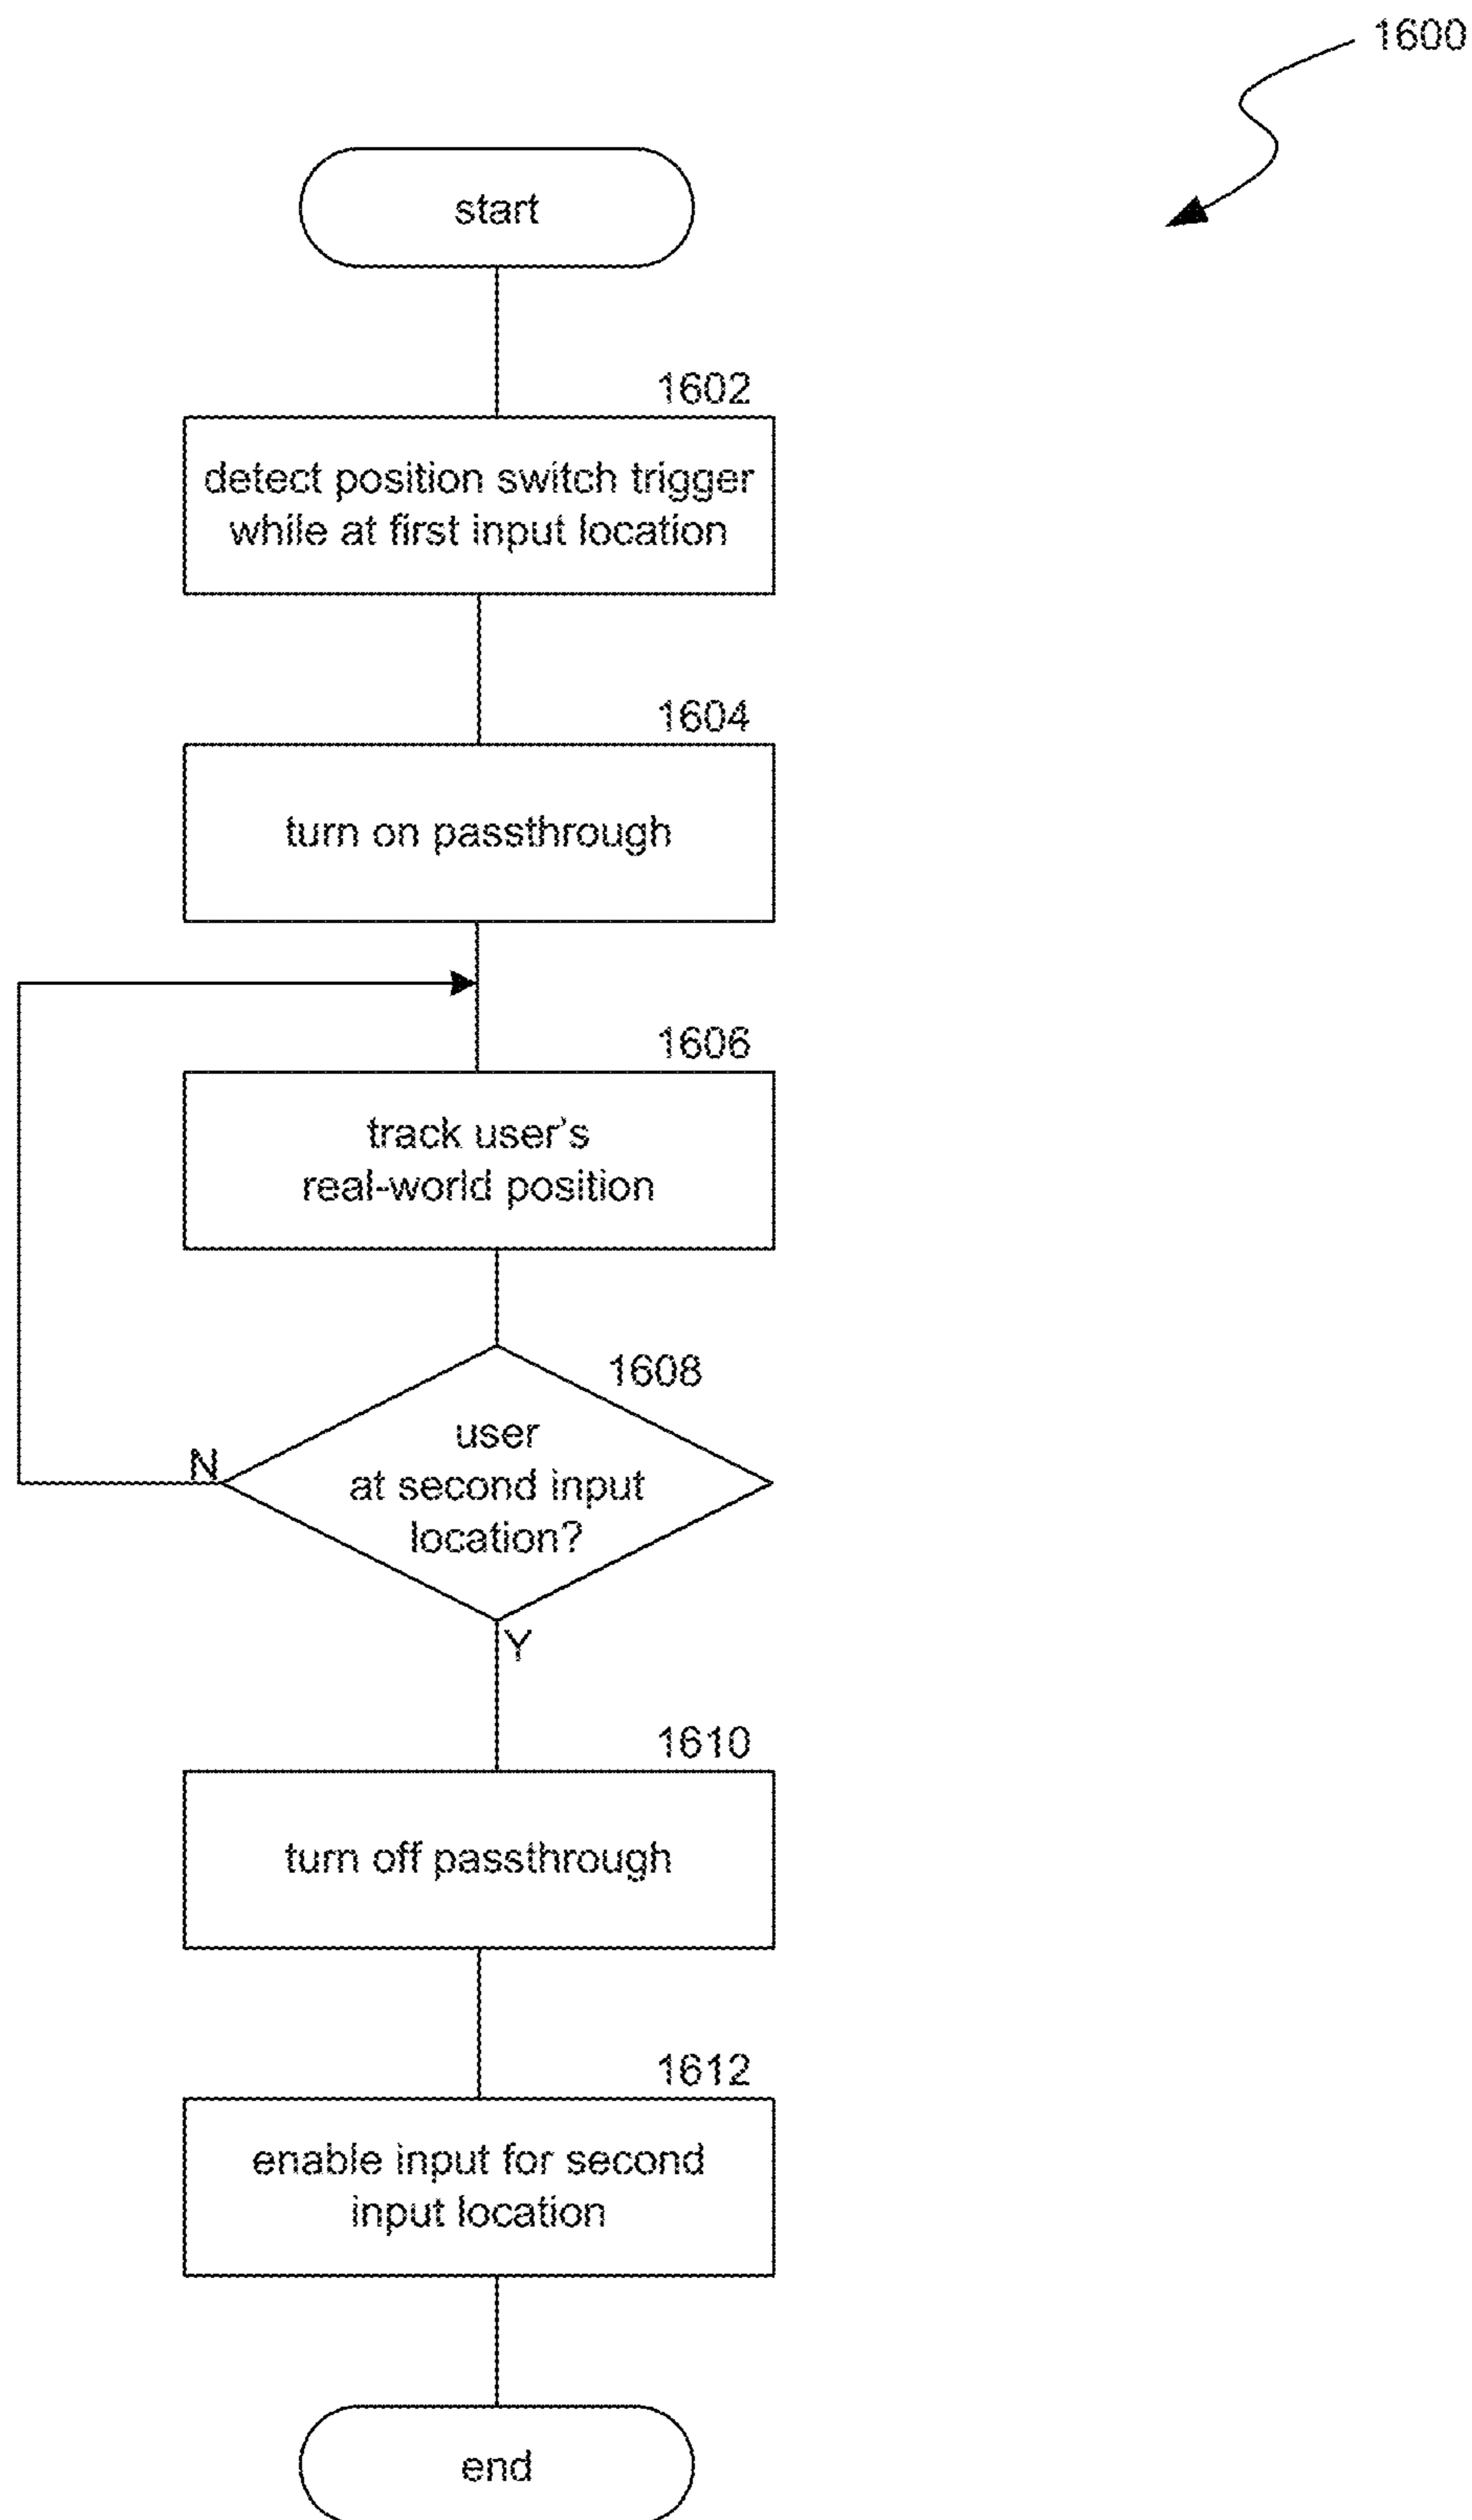 1600
start
1602
detect position switch trigger
while at first input location
1604
turn on passthrough
1606
track user's
real-world position
1608
user
at second input
location?
N
Y
1610
turn off passthrough
1612
enable input for second
input location
end